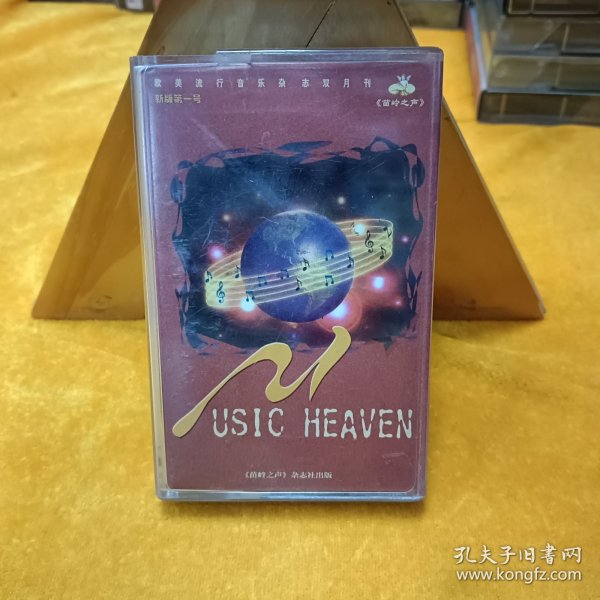 欧美流行音乐杂志双月刊
新版第一号
《苗岭之声》
MUSIC HEAVEN
《苗岭之声》杂志社出版
孔夫子旧书网
www.kongfz.com